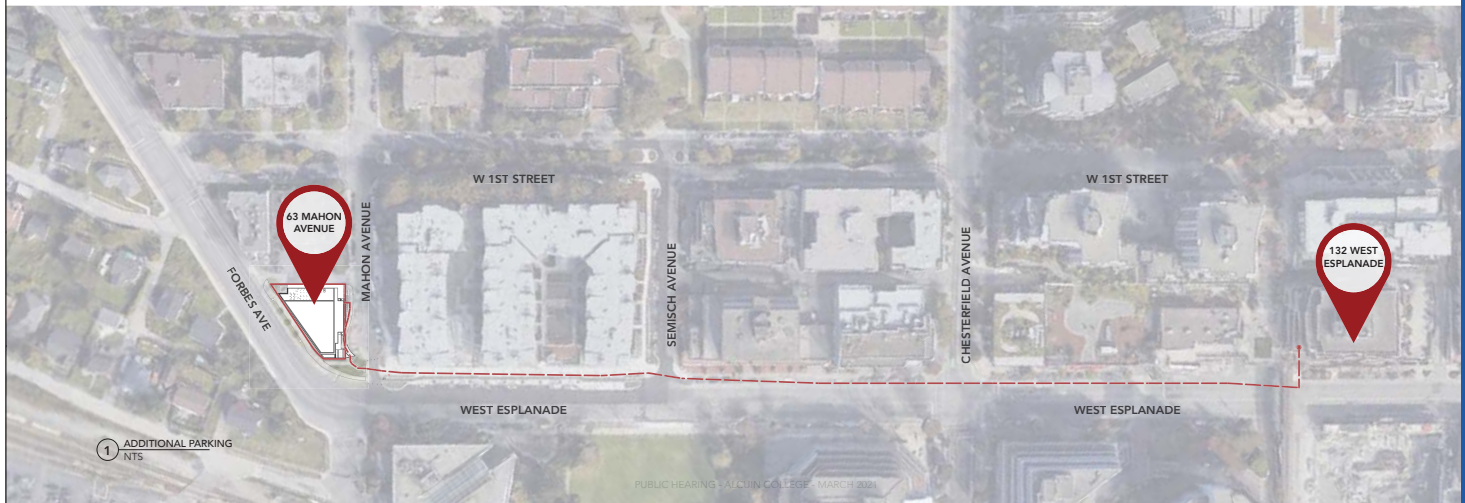 W 1ST STREET
W 1ST STREET
63 MAHON
AVENUE
MAHON AVENUE
FORBES AVE
SEMISCH AVENUE
CHESTERFIELD AVENUE
132 WEST
ESPLANADE
WEST ESPLANADE
WEST ESPLANADE
1
ADDITIONAL PARKING
NTS
PUBLIC HEARING - ALCUIN COLLEGE - MARCH 2021